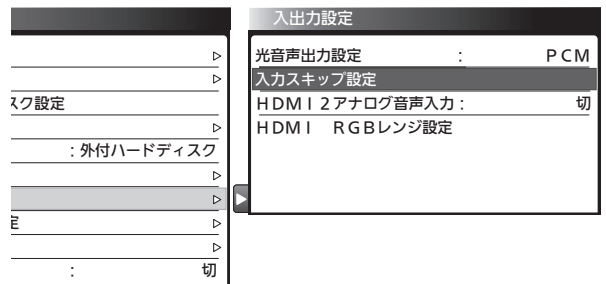 入出力設定
光音声出力設定 : PCM
入力スキップ設定
HDMI2アナログ音声入力: 切
HDMI RGBレンジ設定
スク設定
:外付ハードディスク
定
: 切